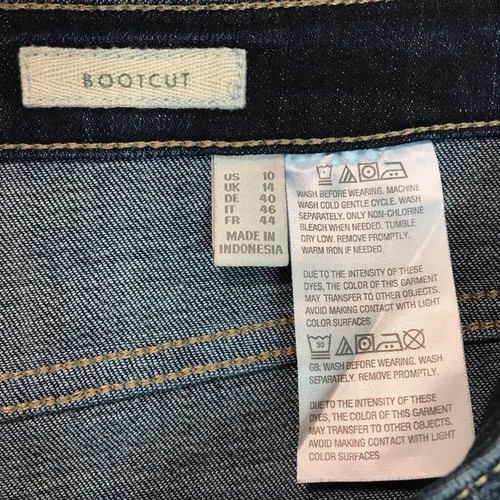 BOOTCUT
US 10
UK 14
DE 40
IT 46
FR 44
MADE IN
INDONESIA
WASH BEFORE WEARING. MACHINE
WASH COLD GENTLE CYCLE. WASH
SEPARATELY. ONLY NON-CHLORINE
BLEACH WHEN NEEDED. TUMBLE
DRY LOW. REMOVE PROMPTLY.
WARM IRON IF NEEDED.
DUE TO THE INTENSITY OF THESE
DYES, THE COLOR OF THIS GARMENT
MAY TRANSFER TO OTHER OBJECTS.
AVOID MAKING CONTACT WITH LIGHT
COLOR SURFACES
30
GB: WASH BEFORE WEARING. WASH
SEPARATELY. REMOVE PROMPTLY.
DUE TO THE INTENSITY OF THESE
DYES, THE COLOR OF THIS GARMENT
MAY TRANSFER TO OTHER OBJECTS.
AVOID MAKING CONTACT WITH LIGHT
COLOR SURFACES